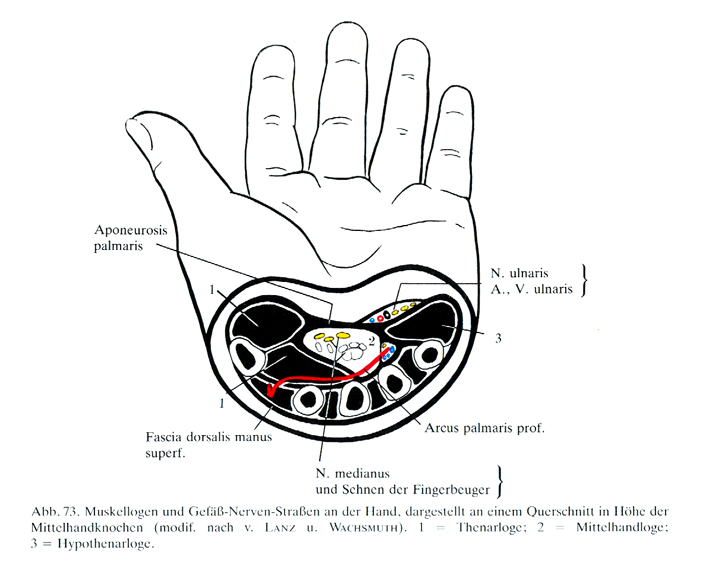 Aponeurosis
palmaris
N. ulnaris
A., V. ulnaris
1
2
3
1
Arcus palmaris prof.
Fascia dorsalis manus
superf.
N. medianus
und Sehnen der Fingerbeuger
Abb. 73. Muskellogen und Gefäß-Nerven-Straßen an der Hand, dargestellt an einem Querschnitt in Höhe der
Mittelhandknochen (modif. nach v. LANZ u. WACHSMUTH). 1 = Thenarloge; 2 = Mittelhandloge;
3 = Hypothenarloge.